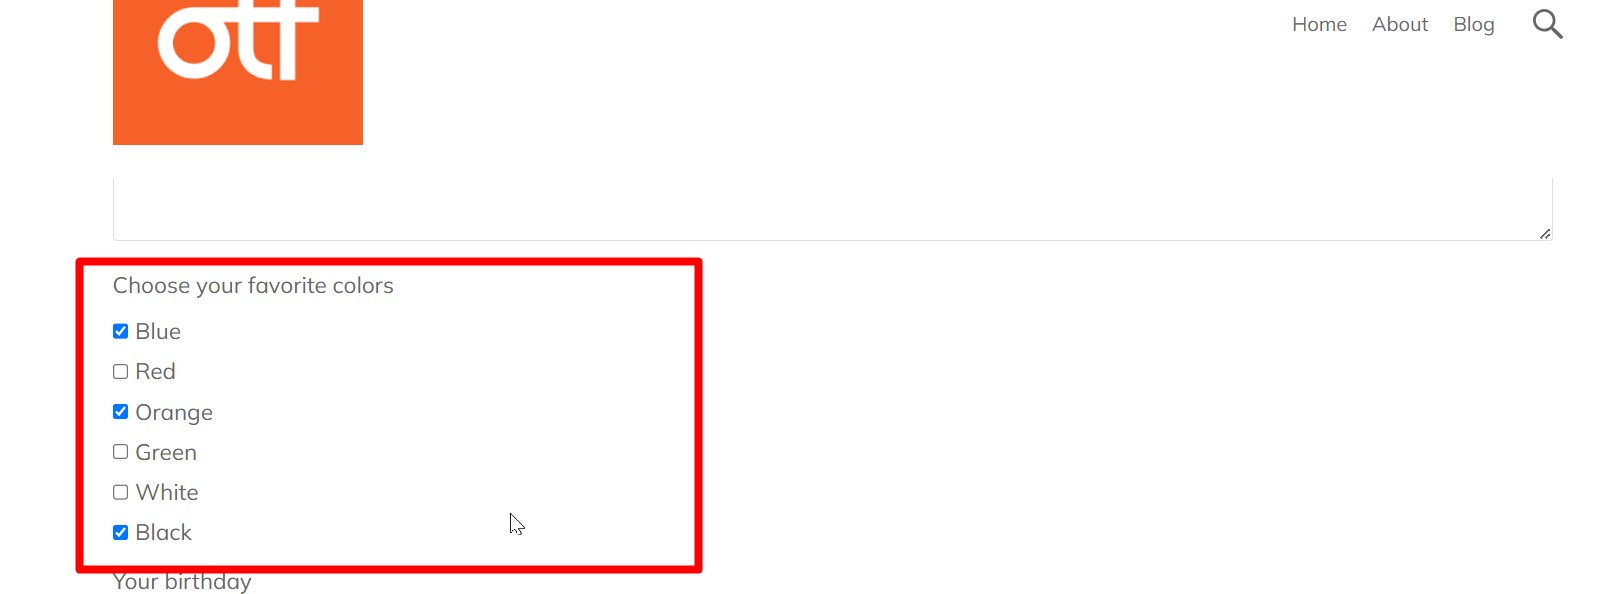 otf
Home About Blog
Choose your favorite colors
Blue
Red
Orange
Green
White
Black
Your birthday